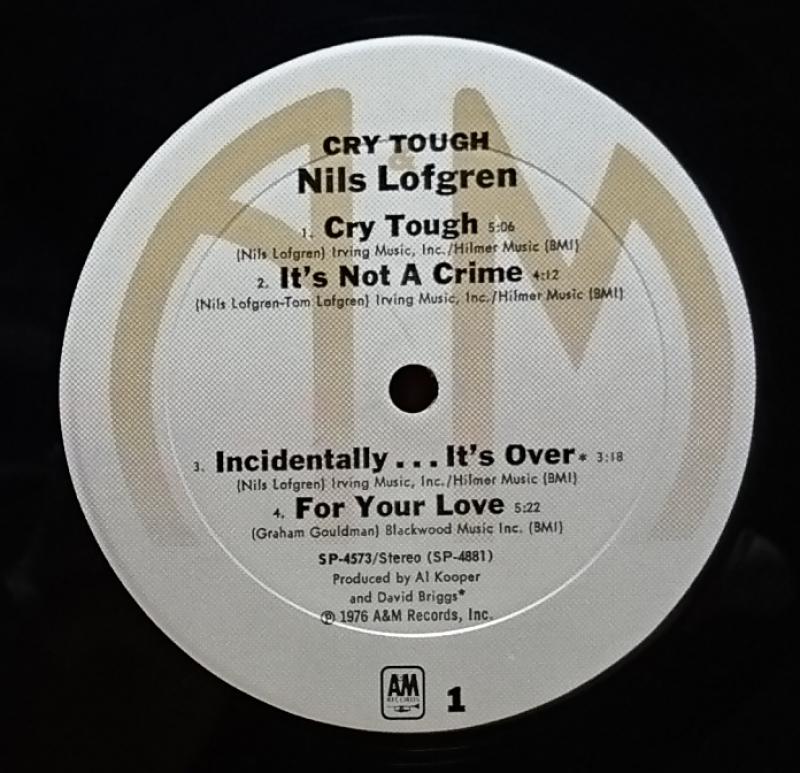 CRY TOUGH
Nils Lofgren
1. Cry Tough 5:06
(Nils Lofgren) Irving Music, Inc./Hilmer Music (BMI)
2. It's Not A Crime 4:12
(Nils Lofgren-Tom Lofgren) Irving Music, Inc./Hilmer Music (BMI)
3. Incidentally...It's Over* 3:18
(Nils Lofgren) Irving Music, Inc./Hilmer Music (BMI)
4. For Your Love 5:22
(Graham Gouldman) Blackwood Music Inc. (BMI)
SP-4573/Stereo (SP-4881)
Produced by Al Kooper
and David Briggs*
℗ 1976 A&M Records, Inc.
A&M
RECORDS
1